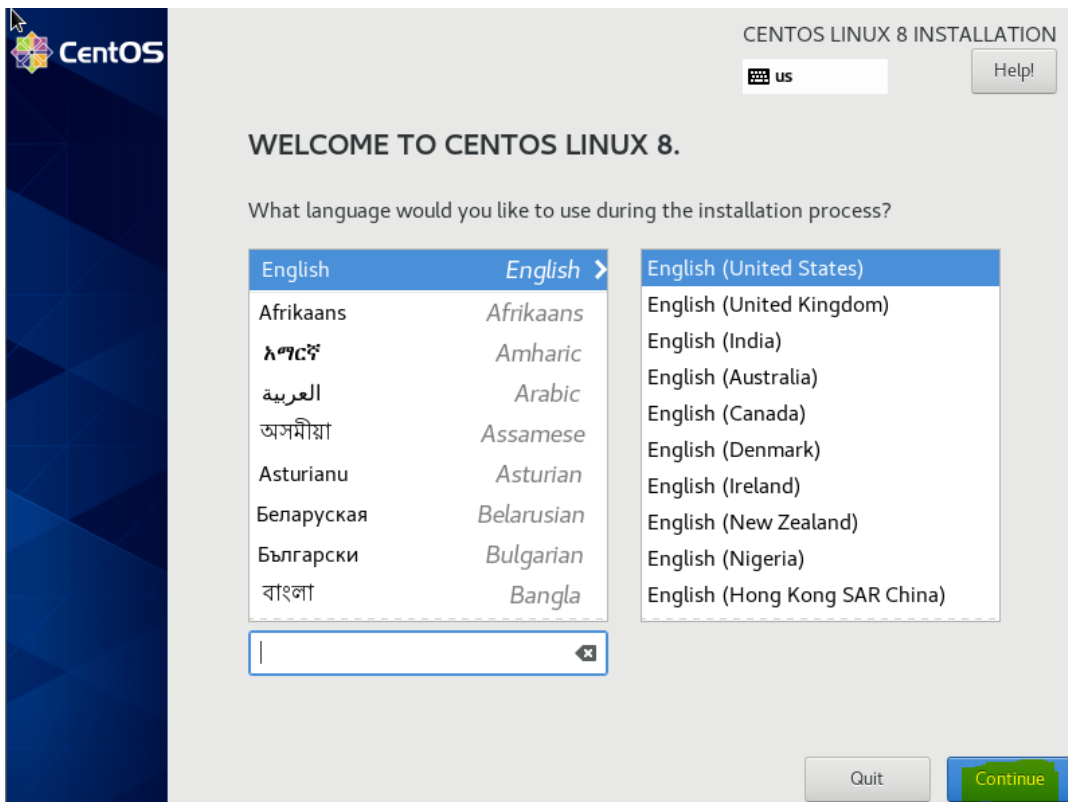 CentOS
CENTOS LINUX 8 INSTALLATION
us
Help!
WELCOME TO CENTOS LINUX 8.
What language would you like to use during the installation process?
English English
Afrikaans Afrikaans
አማርኛ Amharic
العربية Arabic
অসমীয়া Assamese
Asturianu Asturian
Беларуская Belarusian
Български Bulgarian
বাংলা Bangla
English (United States)
English (United Kingdom)
English (India)
English (Australia)
English (Canada)
English (Denmark)
English (Ireland)
English (New Zealand)
English (Nigeria)
English (Hong Kong SAR China)
Quit
Continue